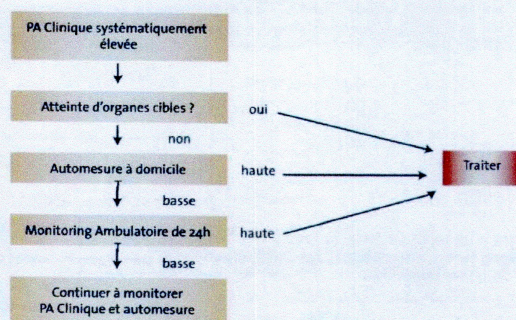 PA Clinique systématiquement
élevée
Atteinte d'organes cibles ?
oui
non
Automesure à domicile
haute
Traiter
basse
Monitoring Ambulatoire de 24h
haute
basse
Continuer à monitorer
PA Clinique et automesure